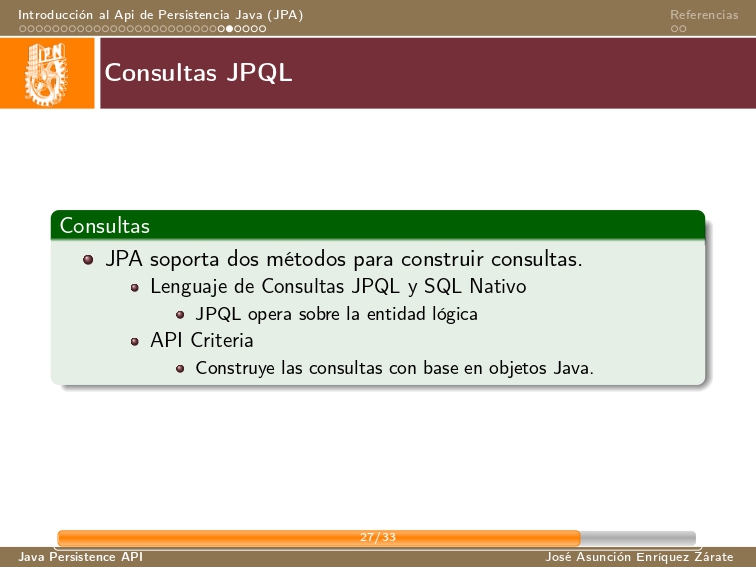 Introducción al Api de Persistencia Java (JPA)
Referencias
IPN
Consultas JPQL
Consultas
JPA soporta dos métodos para construir consultas.
Lenguaje de Consultas JPQL y SQL Nativo
JPQL opera sobre la entidad lógica
API Criteria
Construye las consultas con base en objetos Java.
27/33
Java Persistence API
José Asunción Enríquez Zárate